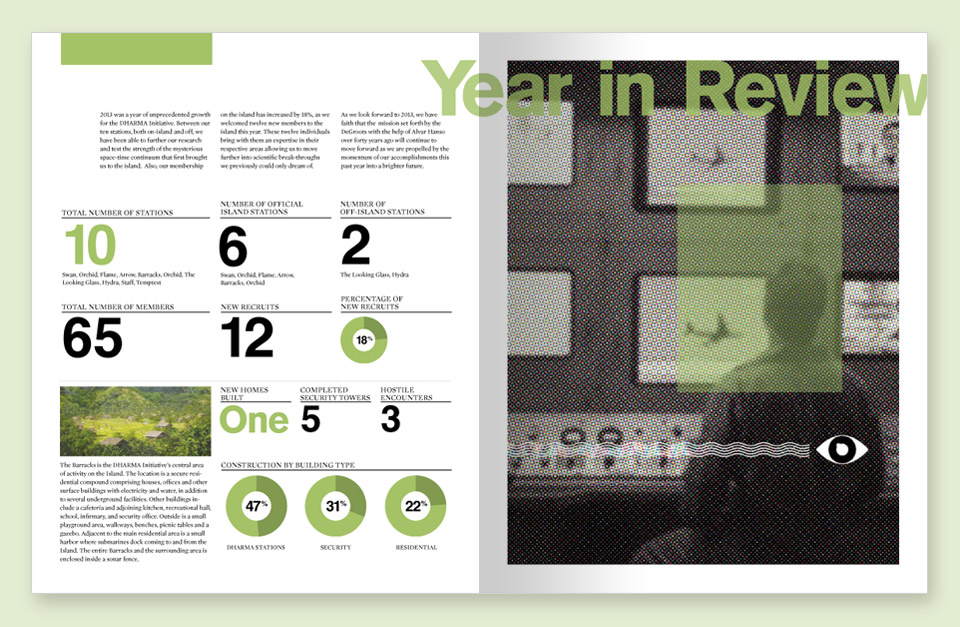 Year in Review
2013 was a year of unprecedented growth
for the DHARMA Initiative. Between our
ten stations, both on-island and off, we
have been able to further our research
and test the strength of the mysterious
space-time continuum that first brought
us to the island. Also, our membership
on the island has increased by 18%, as we
welcomed twelve new members to the
island this year. These twelve individuals
bring with them an expertise in their
respective areas allowing us to move
further into scientific break-throughs
we previously could only dream of.
As we look forward to 2013, we have
faith that the mission set forth by the
DeGroots with the help of Alvar Hanso
over forty years ago will continue to
move forward as we are propelled by the
momentum of our accomplishments this
past year into a brighter future.
TOTAL NUMBER OF STATIONS
10
Swan, Orchid, Flame, Arrow, Barracks, Orchid, The
Looking Glass, Hydra, Staff, Temptest
NUMBER OF OFFICIAL
ISLAND STATIONS
6
Swan, Orchid, Flame, Arrow,
Barracks, Orchid
NUMBER OF
OFF-ISLAND STATIONS
2
The Looking Glass, Hydra
TOTAL NUMBER OF MEMBERS
65
NEW RECRUITS
12
PERCENTAGE OF
NEW RECRUITS
18%
NEW HOMES
BUILT
One
COMPLETED
SECURITY TOWERS
5
HOSTILE
ENCOUNTERS
3
The Barracks is the DHARMA Initiative's central area
of activity on the Island. The location is a secure resi-
dential compound comprising houses, offices and other
surface buildings with electricity and water, in addition
to several underground facilities. Other buildings in-
clude a cafeteria and adjoining kitchen, recreational hall,
school, infirmary, and security office. Outside is a small
playground area, walkways, benches, picnic tables and a
gazebo. Adjacent to the main residential area is a small
harbor where submarines dock coming to and from the
Island. The entire Barracks and the surrounding area is
enclosed inside a sonar fence.
CONSTRUCTION BY BUILDING TYPE
47%
DHARMA STATIONS
31%
SECURITY
22%
RESIDENTIAL